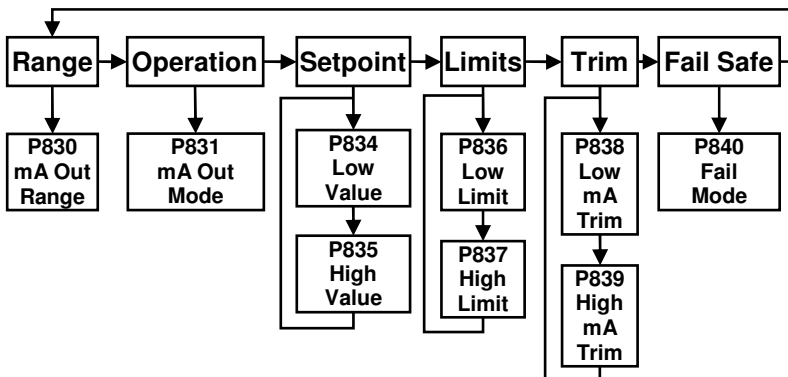 Range
Operation
Setpoint
Limits
Trim
Fail Safe
P830
mA Out
Range
P831
mA Out
Mode
P834
Low
Value
P835
High
Value
P836
Low
Limit
P837
High
Limit
P838
Low
mA
Trim
P839
High
mA
Trim
P840
Fail
Mode